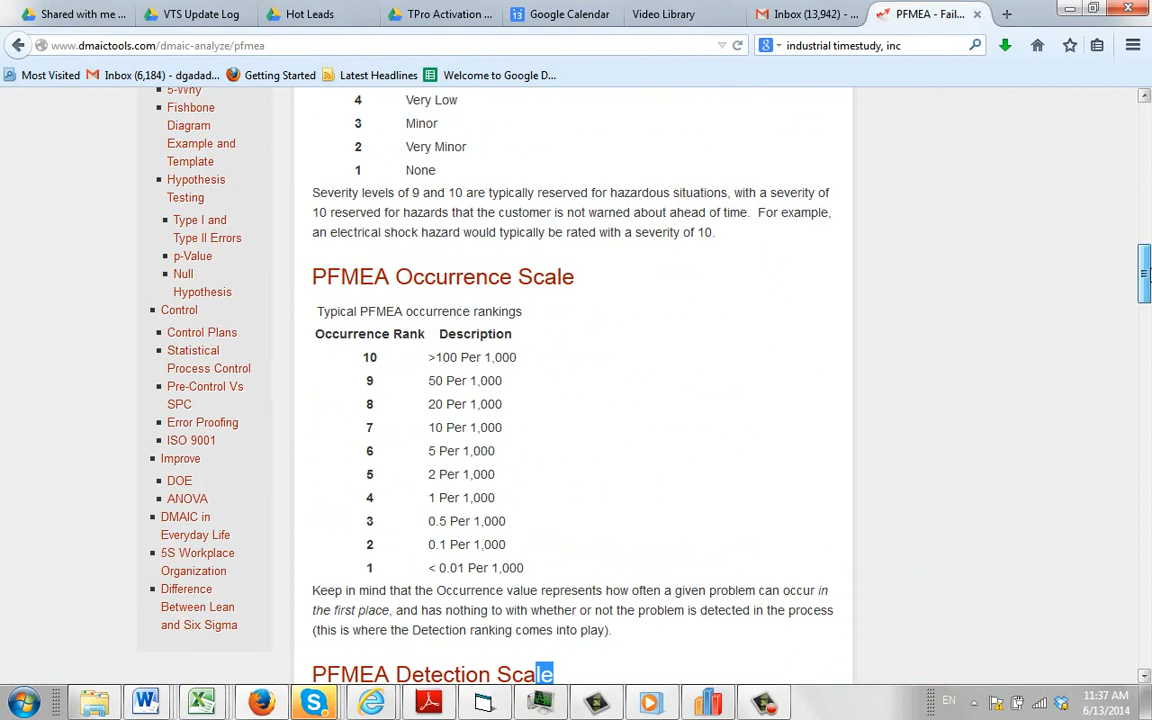 Shared with me ...
VTS Update Log
Hot Leads
TPro Activation ...
13 Google Calendar
Video Library
Inbox (13,942) - ...
PFMEA - Fail...
www.dmaictools.com/dmaic-analyze/pfmea
industrial timestudy, inc
Most Visited
Inbox (6,184) - dgadad...
Getting Started
Latest Headlines
Welcome to Google D...
5-Why
Fishbone
Diagram
Example and
Template
Hypothesis
Testing
Type I and
Type II Errors
p-Value
Null
Hypothesis
Control
Control Plans
Statistical
Process Control
Pre-Control Vs
SPC
Error Proofing
ISO 9001
Improve
DOE
ANOVA
DMAIC in
Everyday Life
5S Workplace
Organization
Difference
Between Lean
and Six Sigma
4 Very Low
3 Minor
2 Very Minor
1 None
Severity levels of 9 and 10 are typically reserved for hazardous situations, with a severity of
10 reserved for hazards that the customer is not warned about ahead of time. For example,
an electrical shock hazard would typically be rated with a severity of 10.
PFMEA Occurrence Scale
Typical PFMEA occurrence rankings
Occurrence Rank Description
10 >100 Per 1,000
9 50 Per 1,000
8 20 Per 1,000
7 10 Per 1,000
6 5 Per 1,000
5 2 Per 1,000
4 1 Per 1,000
3 0.5 Per 1,000
2 0.1 Per 1,000
1 < 0.01 Per 1,000
Keep in mind that the Occurrence value represents how often a given problem can occur in
the first place, and has nothing to with whether or not the problem is detected in the process
(this is where the Detection ranking comes into play).
PFMEA Detection Scale
EN
11:37 AM
6/13/2014